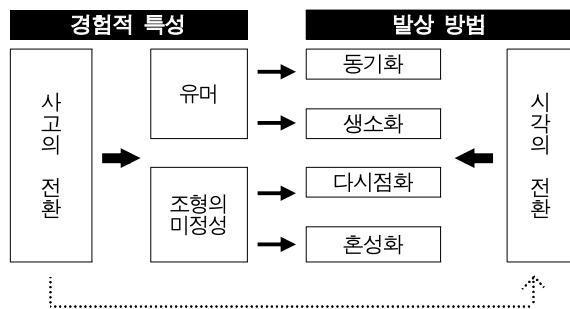 경험적 특성
발상 방법
사고의 전환
유머
조형의
미정성
동기화
생소화
다시점화
혼성화
시각의 전환